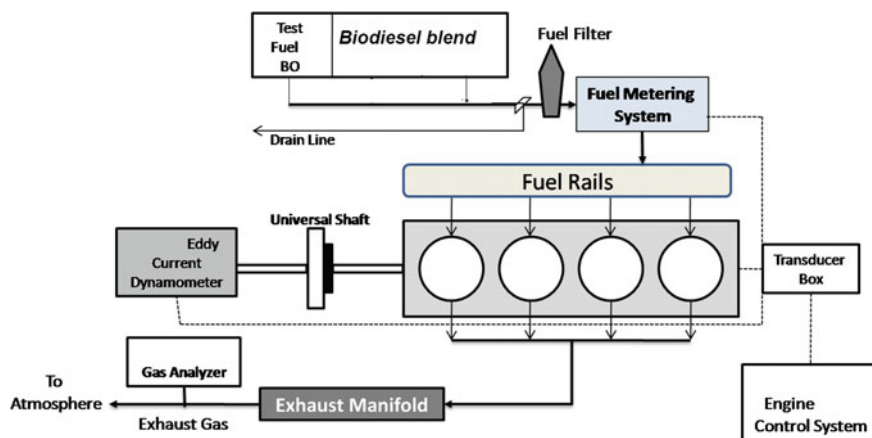 Test
Fuel
BO
Biodiesel blend
Fuel Filter
Fuel Metering
System
Drain Line
Fuel Rails
Universal Shaft
Eddy
Current
Dynamometer
Transducer
Box
Gas Analyzer
To
Atmosphere
Exhaust Manifold
Exhaust Gas
Engine
Control System